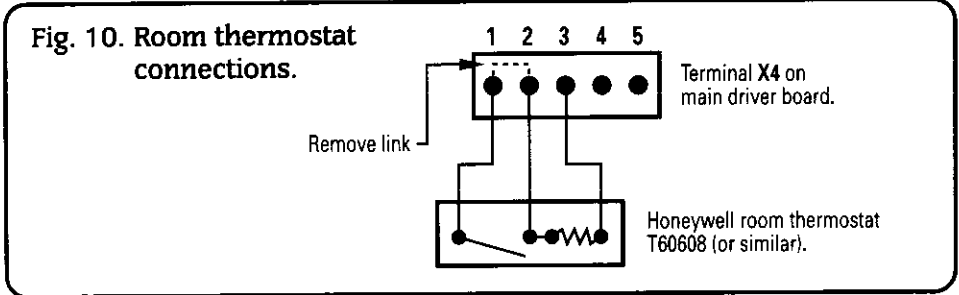 Fig. 10. Room thermostat
connections.
1 2 3 4 5
Terminal X4 on
main driver board.
Remove link
Honeywell room thermostat
T60608 (or similar).